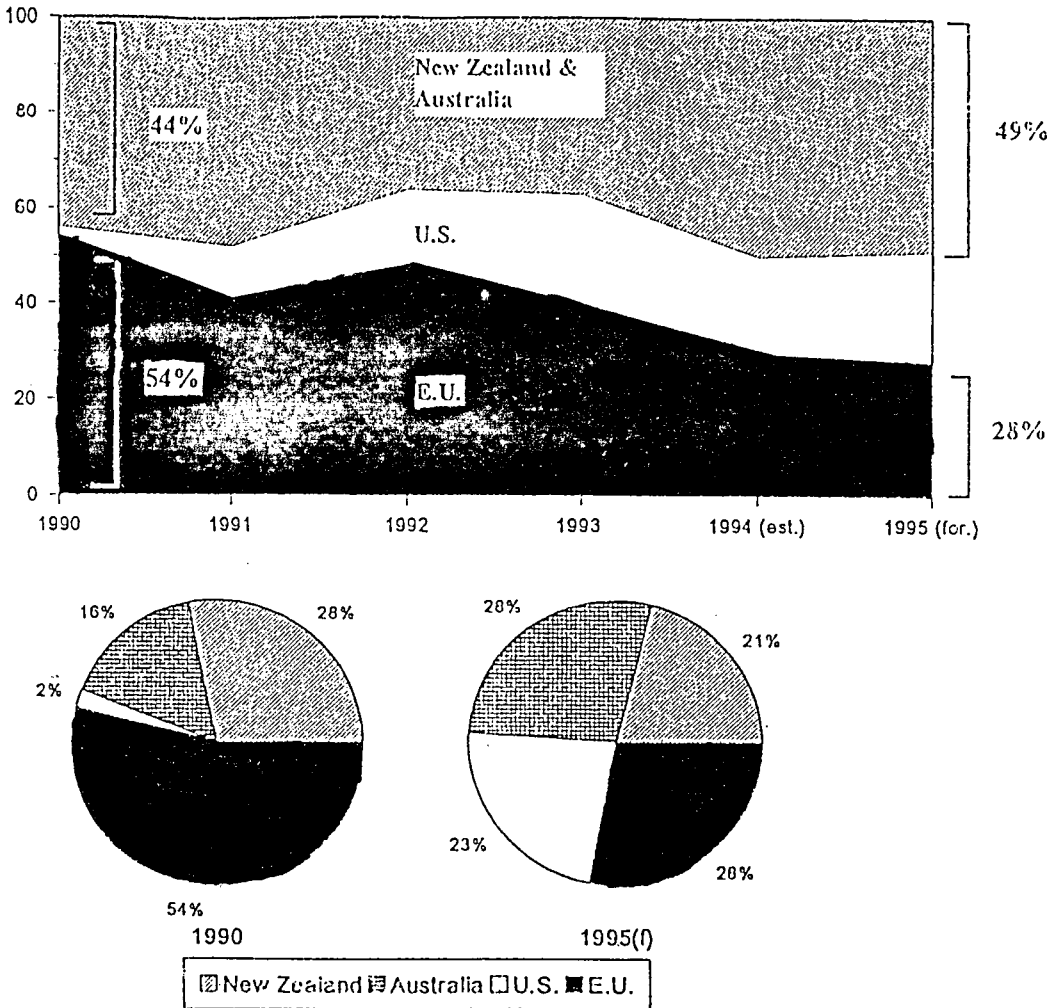 100
80
60
40
20
0
New Zealand &
Australia
44%
49%
U.S.
54%
E.U.
28%
1990 1991 1992 1993 1994 (est.) 1995 (for.)
16% 28%
2%
54%
1990
28% 21%
23% 28%
1995(f)
New Zealand Australia U.S. E.U.